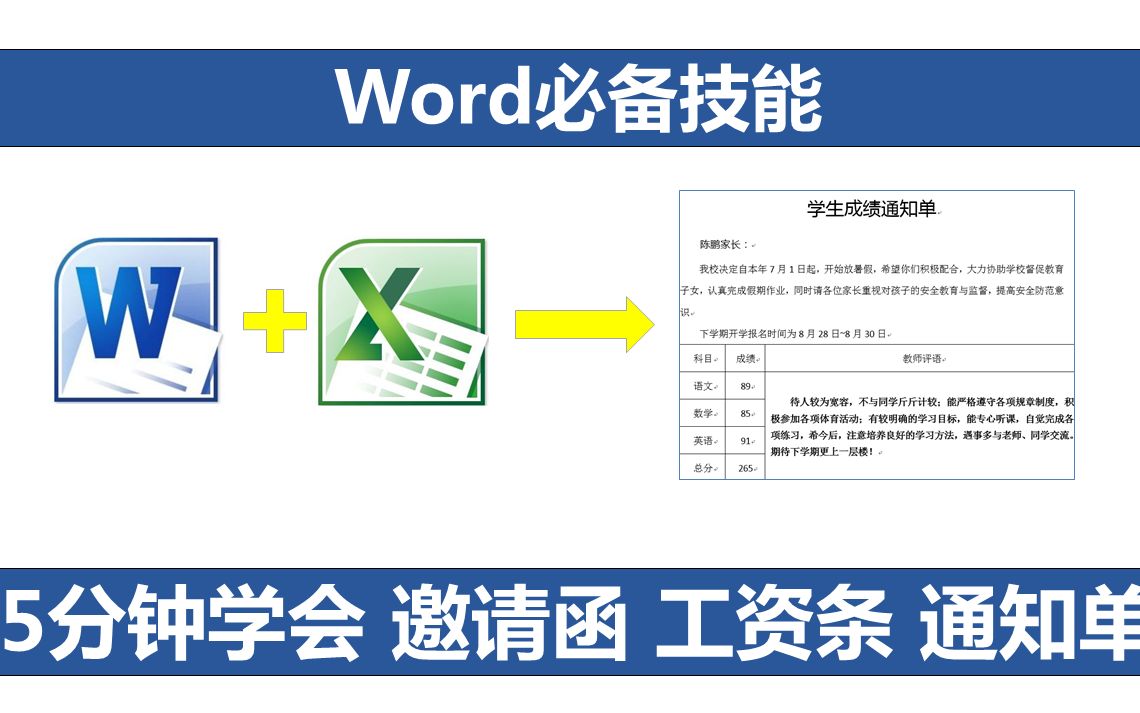 Word必备技能
学生成绩通知单
陈鹏家长：
我校决定自本年 7 月 1 日起，开始放暑假，希望你们积极配合，大力协助学校督促教育
子女，认真完成假期作业，同时请各位家长重视对孩子的安全教育与监督，提高安全防范意
识
下学期开学报名时间为 8 月 28 日~8 月 30 日
科目 成绩 教师评语
语文 89
数学 85
英语 91
总分 265
待人较为宽容，不与同学斤斤计较；能严格遵守各项规章制度，积
极参加各项体育活动；有较明确的学习目标，能专心听课，自觉完成各
项练习，希今后，注意培养良好的学习方法，遇事多与老师、同学交流。
期待下学期更上一层楼！
5分钟学会 邀请函 工资条 通知单